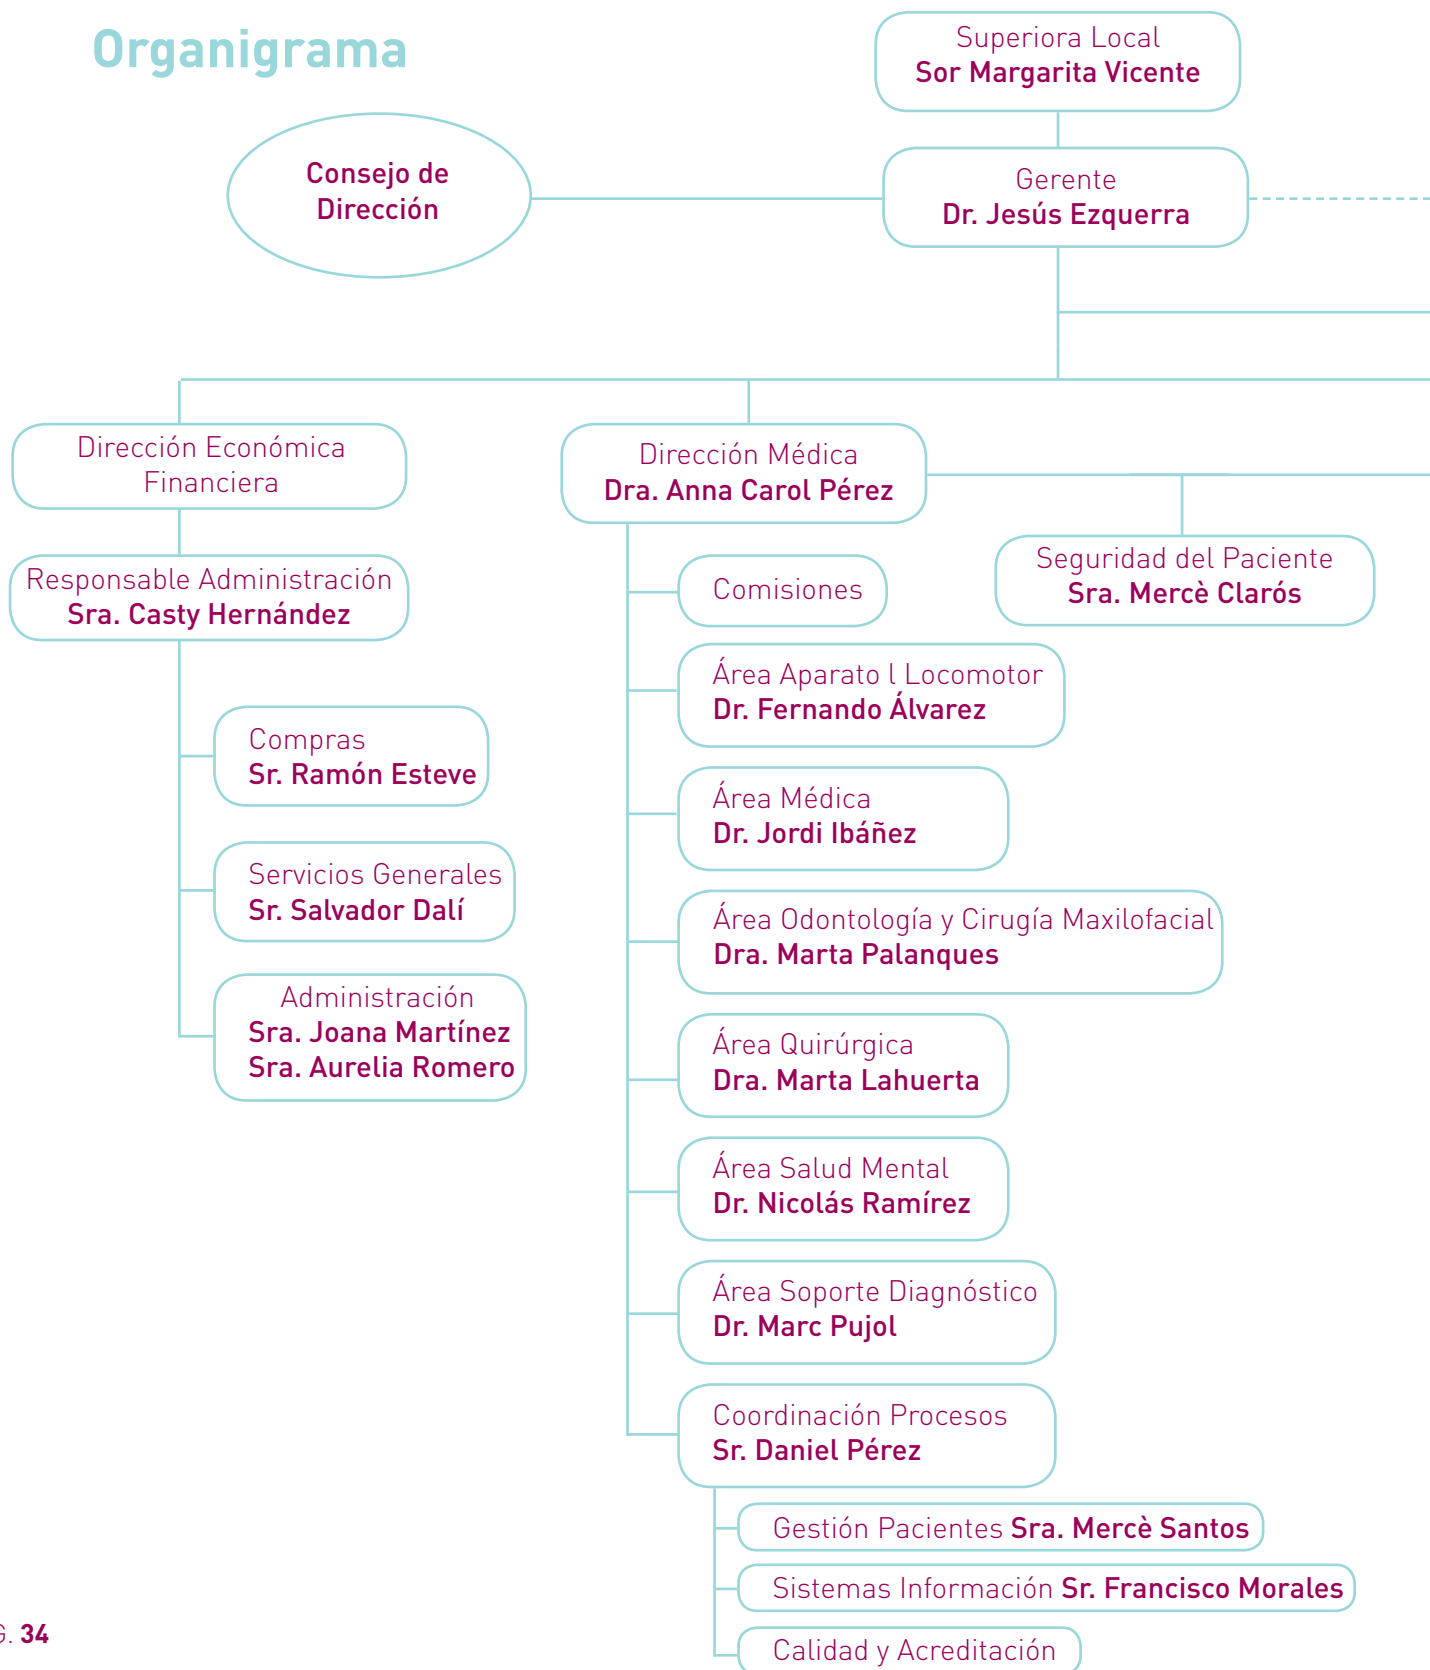 Organigrama
Superiora Local
Sor Margarita Vicente
Consejo de
Dirección
Gerente
Dr. Jesús Ezquerra
Dirección Económica
Financiera
Responsable Administración
Sra. Casty Hernández
Compras
Sr. Ramón Esteve
Servicios Generales
Sr. Salvador Dalí
Administración
Sra. Joana Martínez
Sra. Aurelia Romero
Dirección Médica
Dra. Anna Carol Pérez
Seguridad del Paciente
Sra. Mercè Clarós
Comisiones
Área Aparato l Locomotor
Dr. Fernando Álvarez
Área Médica
Dr. Jordi Ibáñez
Área Odontología y Cirugía Maxilofacial
Dra. Marta Palanques
Área Quirúrgica
Dra. Marta Lahuerta
Área Salud Mental
Dr. Nicolás Ramírez
Área Soporte Diagnóstico
Dr. Marc Pujol
Coordinación Procesos
Sr. Daniel Pérez
Gestión Pacientes Sra. Mercè Santos
Sistemas Información Sr. Francisco Morales
Calidad y Acreditación
G. 34